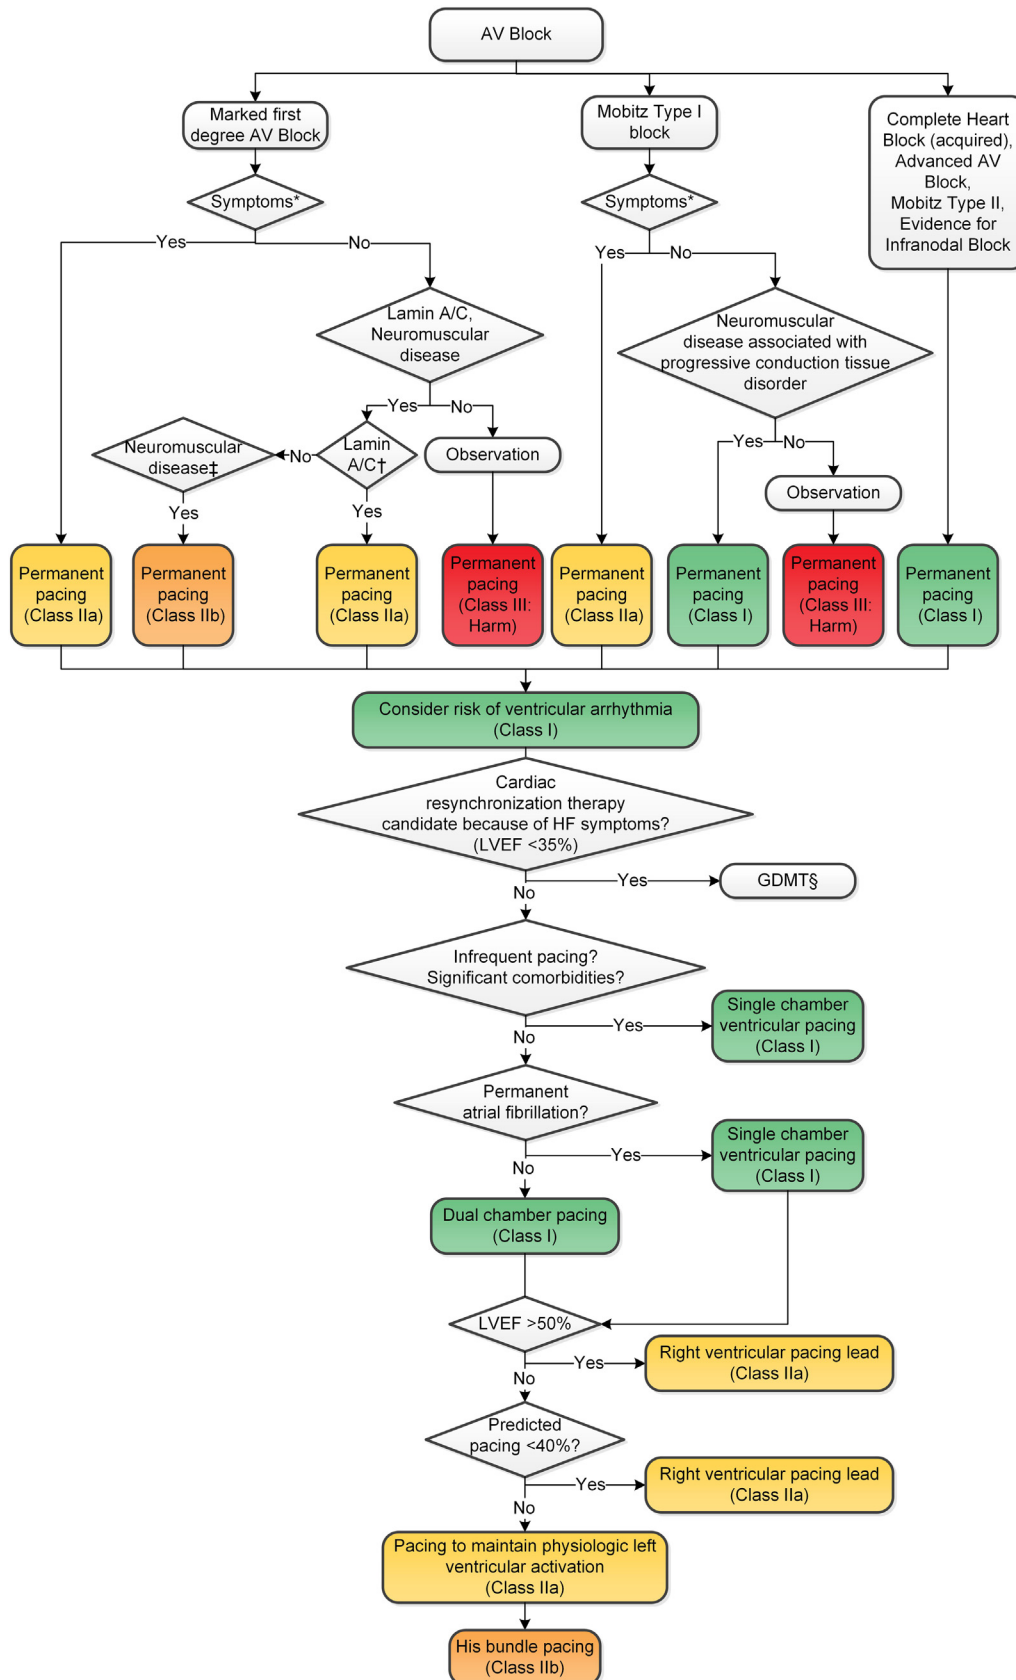 AV Block
Marked first
degree AV Block
Mobitz Type I
block
Complete Heart
Block (acquired),
Advanced AV
Block,
Mobitz Type II,
Evidence for
Infranodal Block
Symptoms*
Symptoms*
Yes
No
Yes
No
Lamin A/C,
Neuromuscular
disease
Neuromuscular
disease associated with
progressive conduction tissue
disorder
Yes
No
Neuromuscular
disease‡
No
Lamin
A/C†
Observation
Yes
No
Observation
Yes
Yes
Permanent
pacing
(Class IIa)
Permanent
pacing
(Class IIb)
Permanent
pacing
(Class IIa)
Permanent
pacing
(Class III:
Harm)
Permanent
pacing
(Class IIa)
Permanent
pacing
(Class I)
Permanent
pacing
(Class III:
Harm)
Permanent
pacing
(Class I)
Consider risk of ventricular arrhythmia
(Class I)
Cardiac
resynchronization therapy
candidate because of HF symptoms?
(LVEF <35%)
Yes
GDMT§
No
Infrequent pacing?
Significant comorbidities?
Yes
Single chamber
ventricular pacing
(Class I)
No
Permanent
atrial fibrillation?
Yes
Single chamber
ventricular pacing
(Class I)
No
Dual chamber pacing
(Class I)
LVEF >50%
Yes
Right ventricular pacing lead
(Class IIa)
No
Predicted
pacing <40%?
Yes
Right ventricular pacing lead
(Class IIa)
No
Pacing to maintain physiologic left
ventricular activation
(Class IIa)
His bundle pacing
(Class IIb)